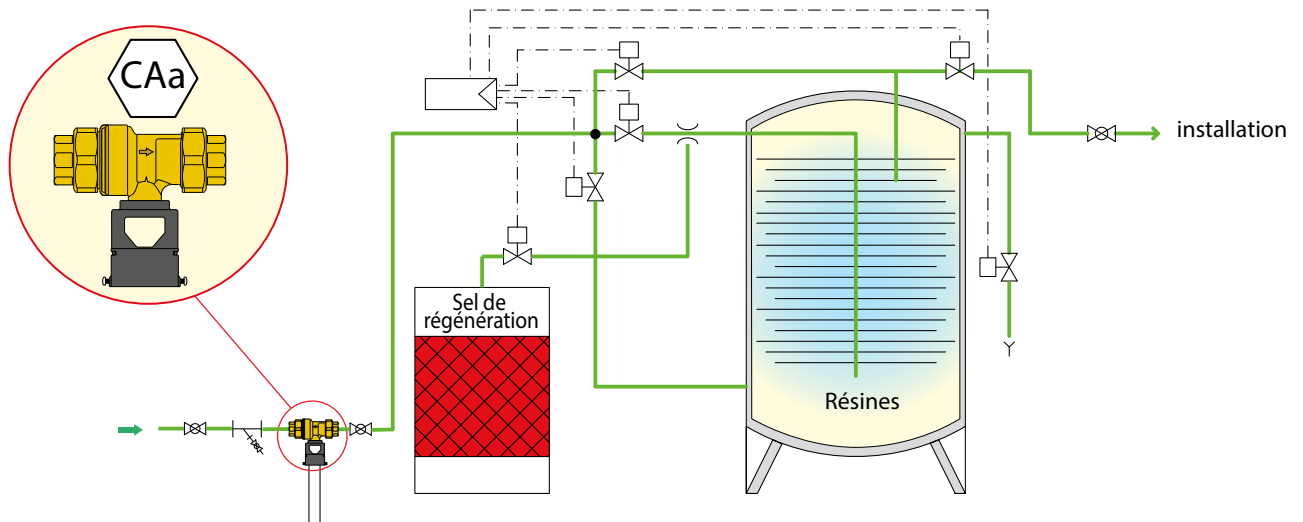 CAa
installation
Sel de
régénération
Résines